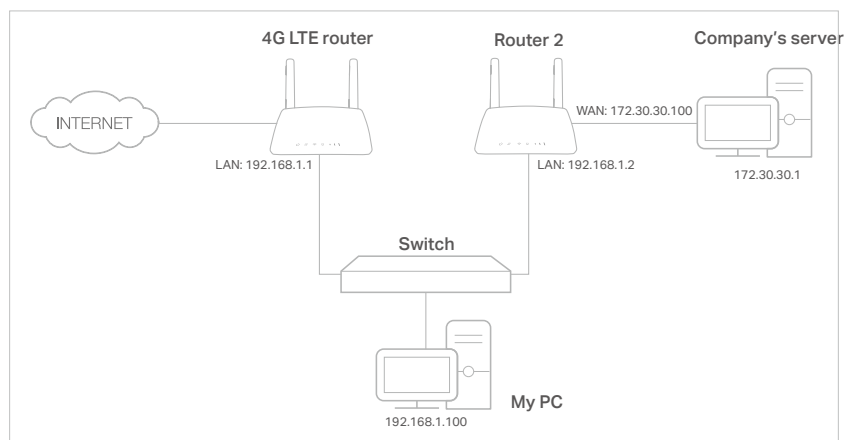 4G LTE router
Router 2
Company's server
INTERNET
WAN: 172.30.30.100
LAN: 192.168.1.1
LAN: 192.168.1.2
172.30.30.1
Switch
My PC
192.168.1.100